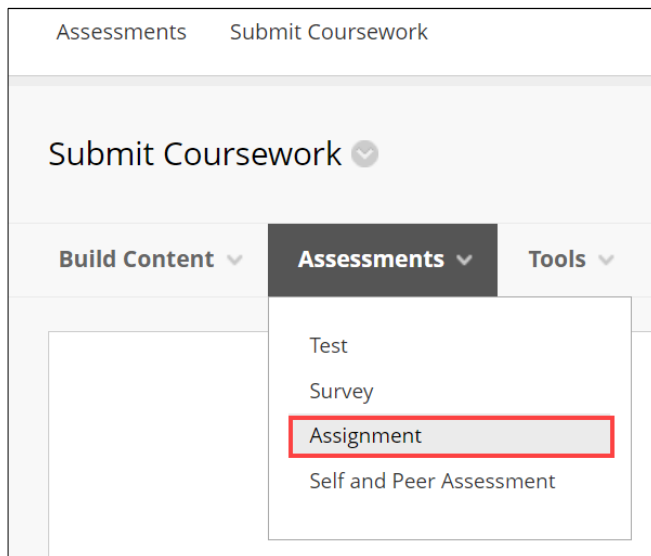 Assessments Submit Coursework
Submit Coursework
Build Content Assessments Tools
Test
Survey
Assignment
Self and Peer Assessment